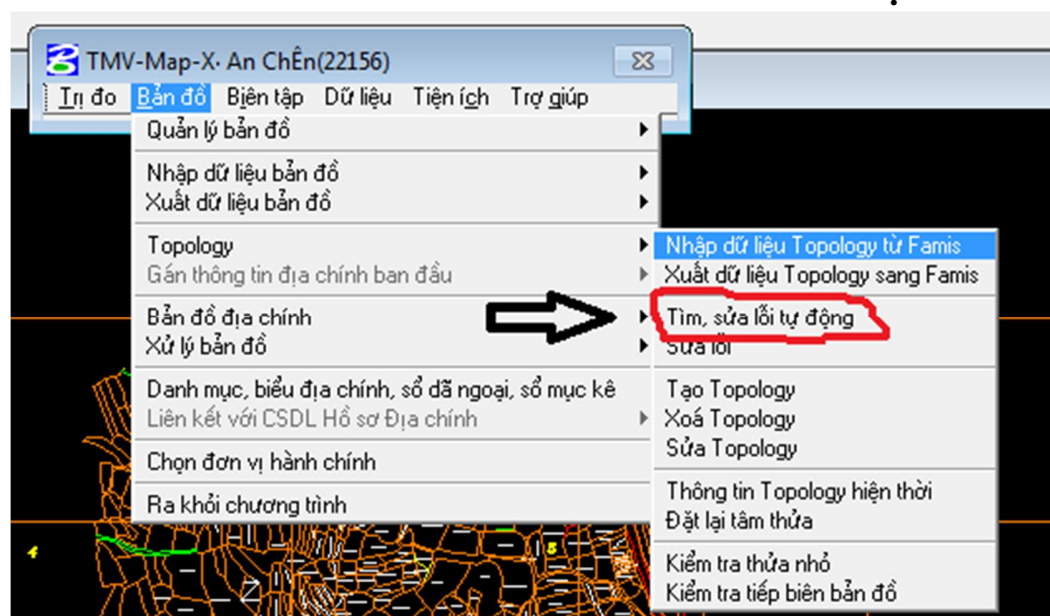 TMV-Map-X· An ChÊn(22156)
Trị đo Bản đồ Biên tập Dữ liệu Tiện ích Trợ giúp
Quản lý bản đồ
Nhập dữ liệu bản đồ
Xuất dữ liệu bản đồ
Topology
Gán thông tin địa chính ban đầu
Bản đồ địa chính
Xử lý bản đồ
Danh mục, biểu địa chính, sổ dã ngoại, sổ mục kê
Liên kết với CSDL Hồ sơ Địa chính
Chọn đơn vị hành chính
Ra khỏi chương trình
Nhập dữ liệu Topology từ Famis
Xuất dữ liệu Topology sang Famis
Tìm, sửa lỗi tự động
Sửa lỗi
Tạo Topology
Xoá Topology
Sửa Topology
Thông tin Topology hiện thời
Đặt lại tâm thửa
Kiểm tra thửa nhỏ
Kiểm tra tiếp biên bản đồ
4
5